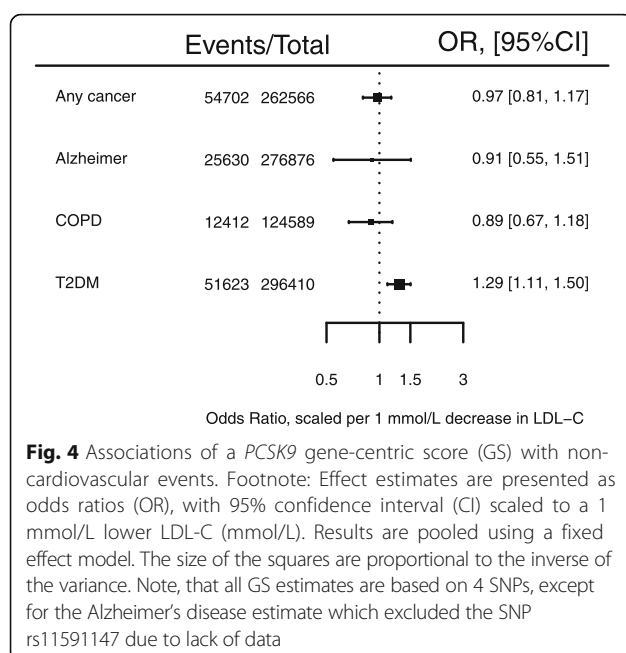 Events/Total OR, [95%CI]
Any cancer 54702 262566 0.97 [0.81, 1.17]
Alzheimer 25630 276876 0.91 [0.55, 1.51]
COPD 12412 124589 0.89 [0.67, 1.18]
T2DM 51623 296410 1.29 [1.11, 1.50]
0.5 1 1.5 3
Odds Ratio, scaled per 1 mmol/L decrease in LDL−C
Fig. 4 Associations of a PCSK9 gene-centric score (GS) with non-
cardiovascular events. Footnote: Effect estimates are presented as
odds ratios (OR), with 95% confidence interval (CI) scaled to a 1
mmol/L lower LDL-C (mmol/L). Results are pooled using a fixed
effect model. The size of the squares are proportional to the inverse of
the variance. Note, that all GS estimates are based on 4 SNPs, except
for the Alzheimer's disease estimate which excluded the SNP
rs11591147 due to lack of data